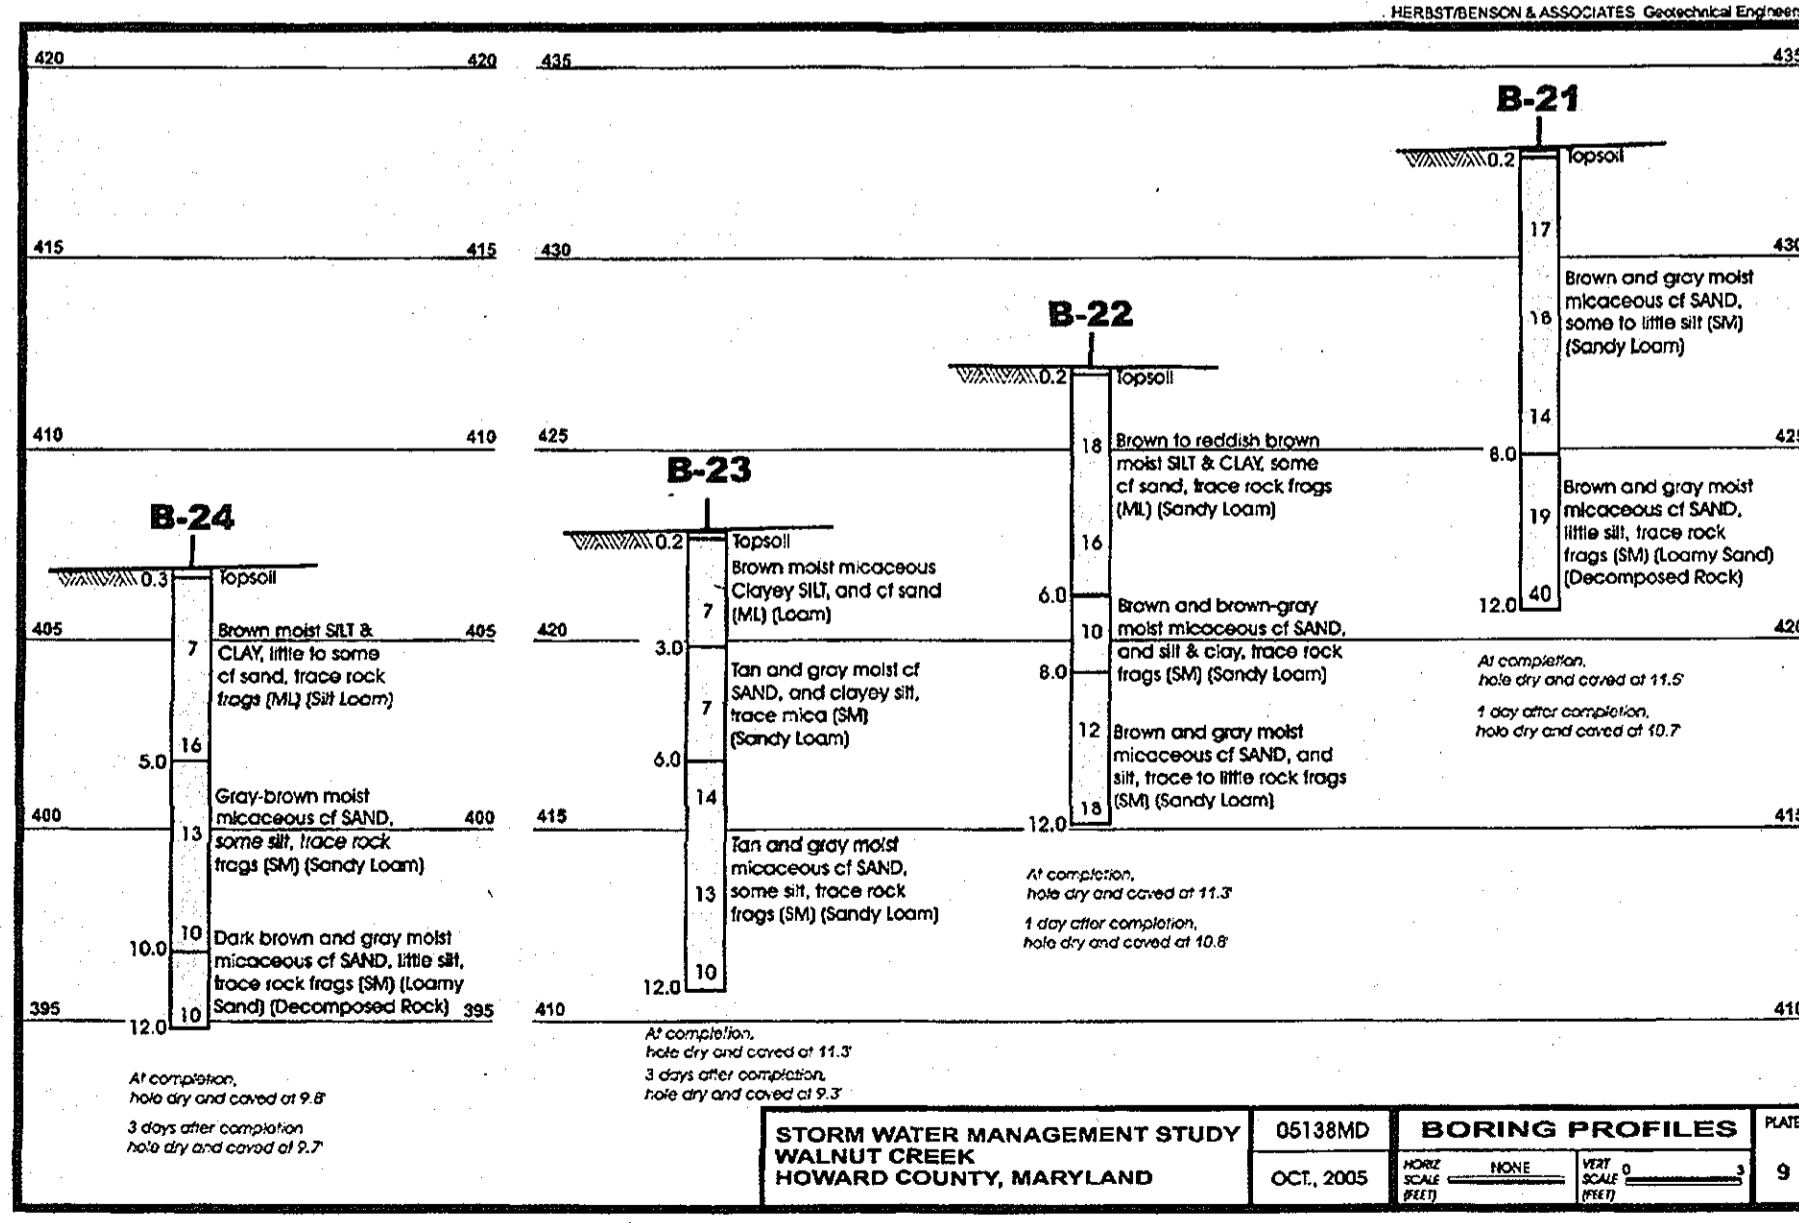 HERBST/BENSON & ASSOCIATES Geotechnical Engineers
420
420
435
435
415
415
430
430
410
410
425
425
405
405
420
420
400
400
415
415
395
395
410
410
B-24
0.3
Topsoil
7
Brown moist SILT &
CLAY, little to some
cf sand, trace rock
frags (ML) (Silt Loam)
16
5.0
Gray-brown moist
micaceous cf SAND,
13
some silt, trace rock
frags (SM) (Sandy Loam)
10
10.0
Dark brown and gray moist
micaceous cf SAND, little silt,
trace rock frags (SM) (Loamy
Sand) (Decomposed Rock)
10
12.0
At completion,
hole dry and caved at 9.8'
3 days after completion
hole dry and caved at 9.7'
B-23
0.2
Topsoil
Brown moist micaceous
Clayey SILT, and cf sand
(ML) (Loam)
7
3.0
Tan and gray moist cf
SAND, and clayey silt,
trace mica (SM)
(Sandy Loam)
7
6.0
14
Tan and gray moist
micaceous cf SAND,
some silt, trace rock
frags (SM) (Sandy Loam)
13
10
12.0
At completion,
hole dry and caved at 11.3'
3 days after completion,
hole dry and caved at 9.3'
B-22
0.2
Topsoil
18
Brown to reddish brown
moist SILT & CLAY, some
cf sand, trace rock frags
(ML) (Sandy Loam)
16
6.0
Brown and brown-gray
moist micaceous cf SAND,
and silt & clay, trace rock
frags (SM) (Sandy Loam)
10
8.0
12
Brown and gray moist
micaceous cf SAND, and
silt, trace to little rock frags
(SM) (Sandy Loam)
18
12.0
At completion,
hole dry and caved at 11.3'
1 day after completion,
hole dry and caved at 10.8'
B-21
0.2
Topsoil
17
Brown and gray moist
micaceous cf SAND,
some to little silt (SM)
(Sandy Loam)
18
14
8.0
Brown and gray moist
micaceous cf SAND,
little silt, trace rock
frags (SM) (Loamy Sand)
(Decomposed Rock)
19
40
12.0
At completion,
hole dry and caved at 11.5'
1 day after completion,
hole dry and caved at 10.7'
STORM WATER MANAGEMENT STUDY
WALNUT CREEK
HOWARD COUNTY, MARYLAND
05138MD
OCT., 2005
BORING PROFILES
HORIZ
SCALE
(FEET)
NONE
VERT
SCALE
(FEET)
0
3
PLATE
9